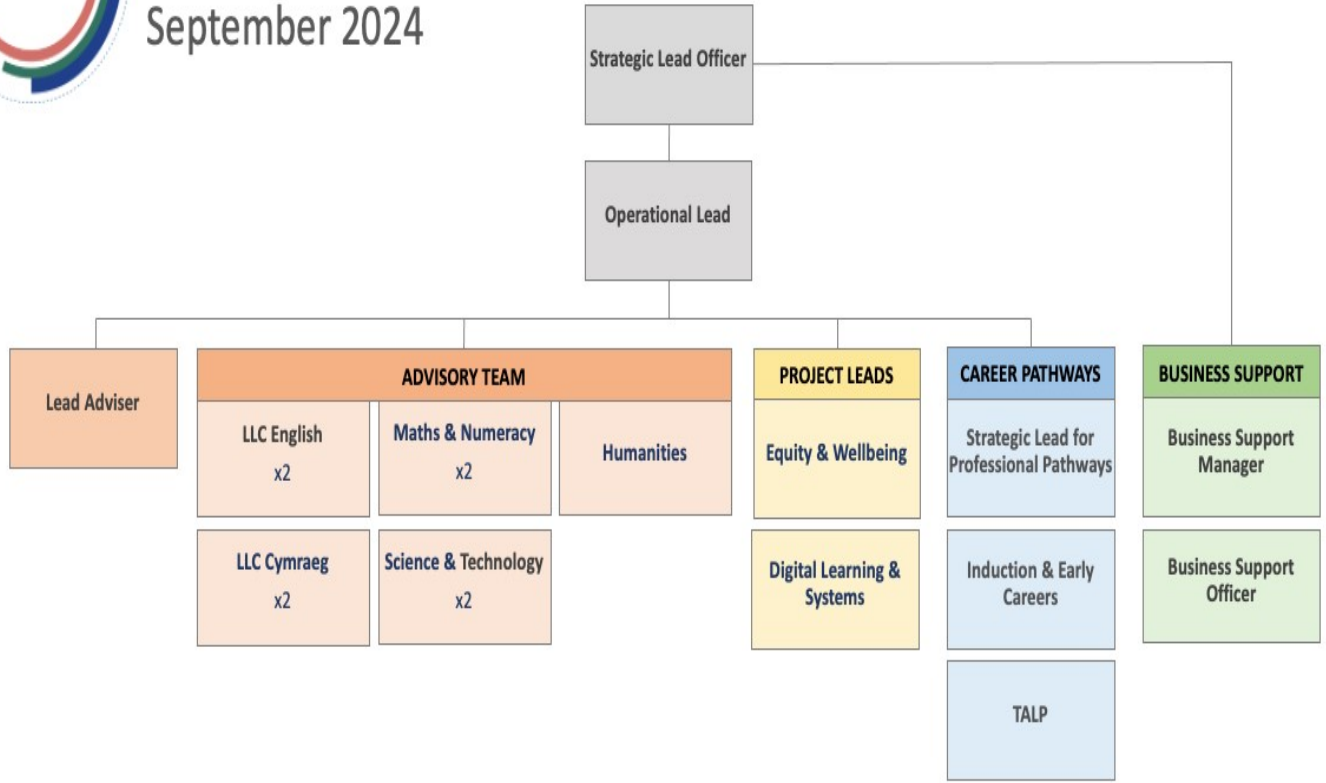 September 2024
Strategic Lead Officer
Operational Lead
Lead Adviser
ADVISORY TEAM
LLC English
x2
Maths & Numeracy
x2
Humanities
LLC Cymraeg
x2
Science & Technology
x2
PROJECT LEADS
Equity & Wellbeing
Digital Learning &
Systems
CAREER PATHWAYS
Strategic Lead for
Professional Pathways
Induction & Early
Careers
TALP
BUSINESS SUPPORT
Business Support
Manager
Business Support
Officer